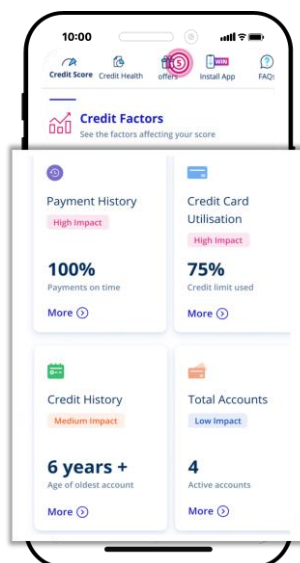 10:00
WIN
Credit Score Credit Health offers Install App FAQs
Credit Factors
See the factors affecting your score
Payment History
High Impact
100%
Payments on time
More
Credit Card
Utilisation
High Impact
75%
Credit limit used
More
Credit History
Medium Impact
6 years +
Age of oldest account
More
Total Accounts
Low Impact
4
Active accounts
More